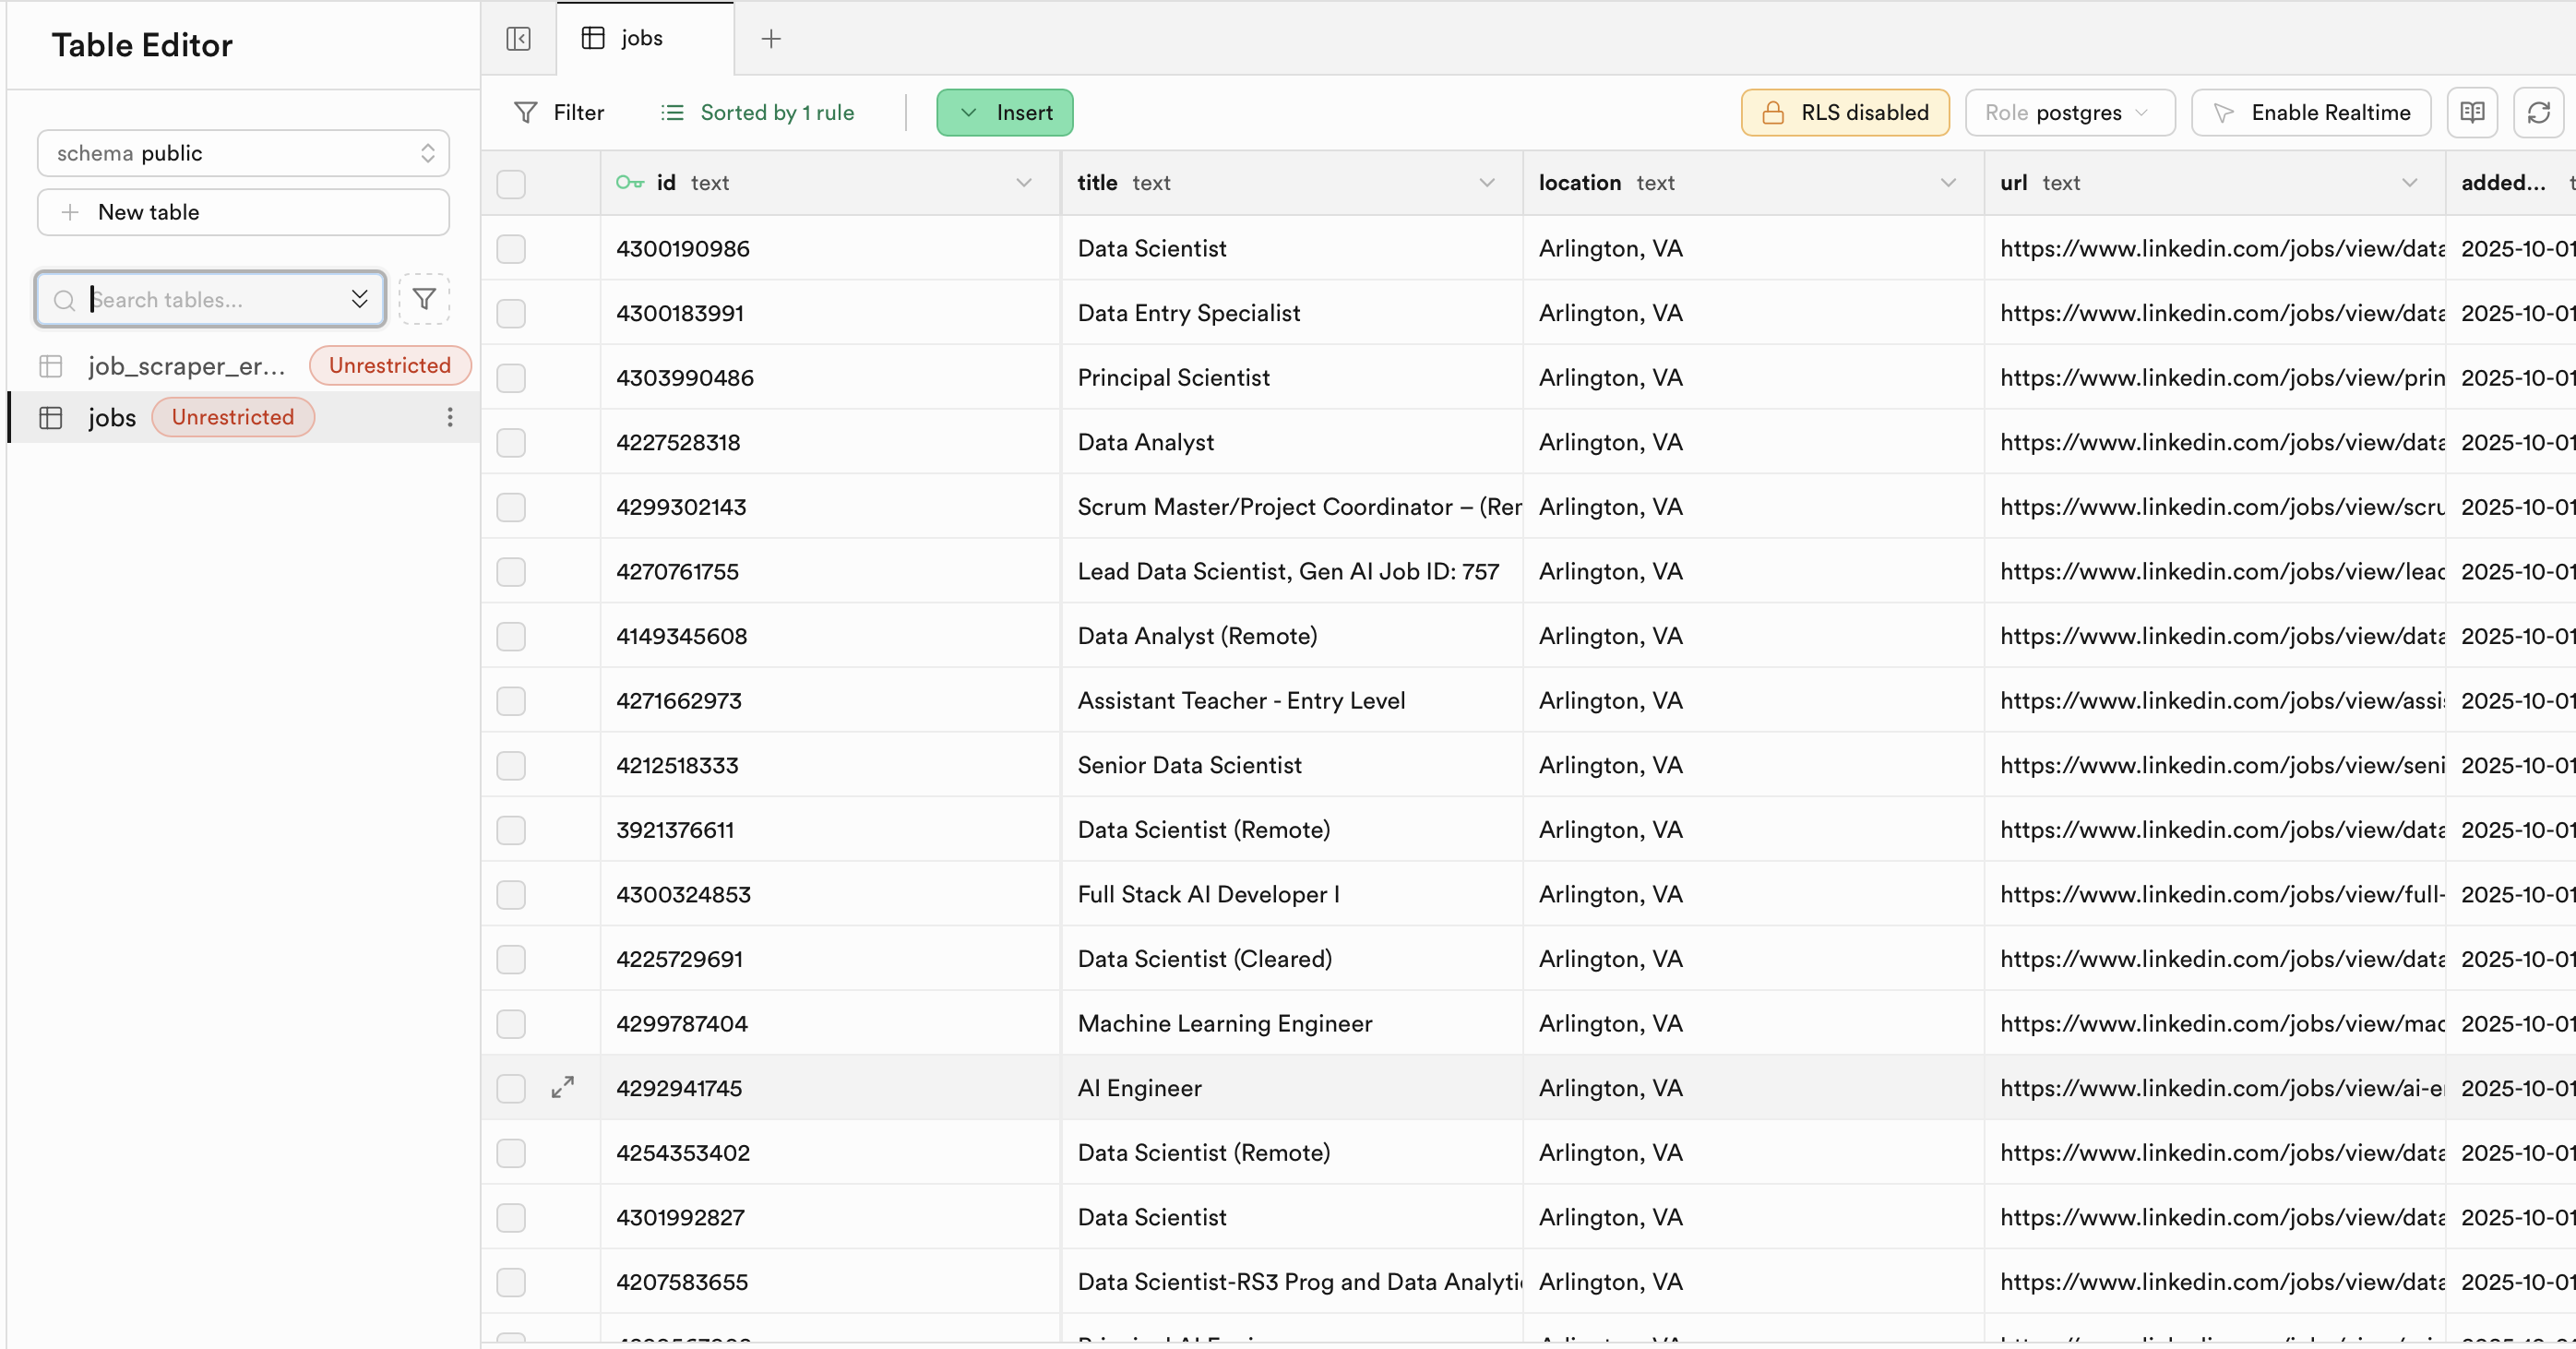 Table Editor
jobs
schema public
New table
Search tables...
job_scraper_er... Unrestricted
jobs Unrestricted
Filter Sorted by 1 rule Insert RLS disabled Role postgres Enable Realtime
id text title text location text url text added...
4300190986 Data Scientist Arlington, VA https://www.linkedin.com/jobs/view/data 2025-10-01
4300183991 Data Entry Specialist Arlington, VA https://www.linkedin.com/jobs/view/data 2025-10-01
4303990486 Principal Scientist Arlington, VA https://www.linkedin.com/jobs/view/prin 2025-10-01
4227528318 Data Analyst Arlington, VA https://www.linkedin.com/jobs/view/data 2025-10-01
4299302143 Scrum Master/Project Coordinator – (Rer Arlington, VA https://www.linkedin.com/jobs/view/scru 2025-10-01
4270761755 Lead Data Scientist, Gen AI Job ID: 757 Arlington, VA https://www.linkedin.com/jobs/view/lead 2025-10-01
4149345608 Data Analyst (Remote) Arlington, VA https://www.linkedin.com/jobs/view/data 2025-10-01
4271662973 Assistant Teacher - Entry Level Arlington, VA https://www.linkedin.com/jobs/view/assi 2025-10-01
4212518333 Senior Data Scientist Arlington, VA https://www.linkedin.com/jobs/view/seni 2025-10-01
3921376611 Data Scientist (Remote) Arlington, VA https://www.linkedin.com/jobs/view/data 2025-10-01
4300324853 Full Stack AI Developer I Arlington, VA https://www.linkedin.com/jobs/view/full- 2025-10-01
4225729691 Data Scientist (Cleared) Arlington, VA https://www.linkedin.com/jobs/view/data 2025-10-01
4299787404 Machine Learning Engineer Arlington, VA https://www.linkedin.com/jobs/view/mac 2025-10-01
4292941745 AI Engineer Arlington, VA https://www.linkedin.com/jobs/view/ai-e 2025-10-01
4254353402 Data Scientist (Remote) Arlington, VA https://www.linkedin.com/jobs/view/data 2025-10-01
4301992827 Data Scientist Arlington, VA https://www.linkedin.com/jobs/view/data 2025-10-01
4207583655 Data Scientist-RS3 Prog and Data Analytic Arlington, VA https://www.linkedin.com/jobs/view/data 2025-10-01